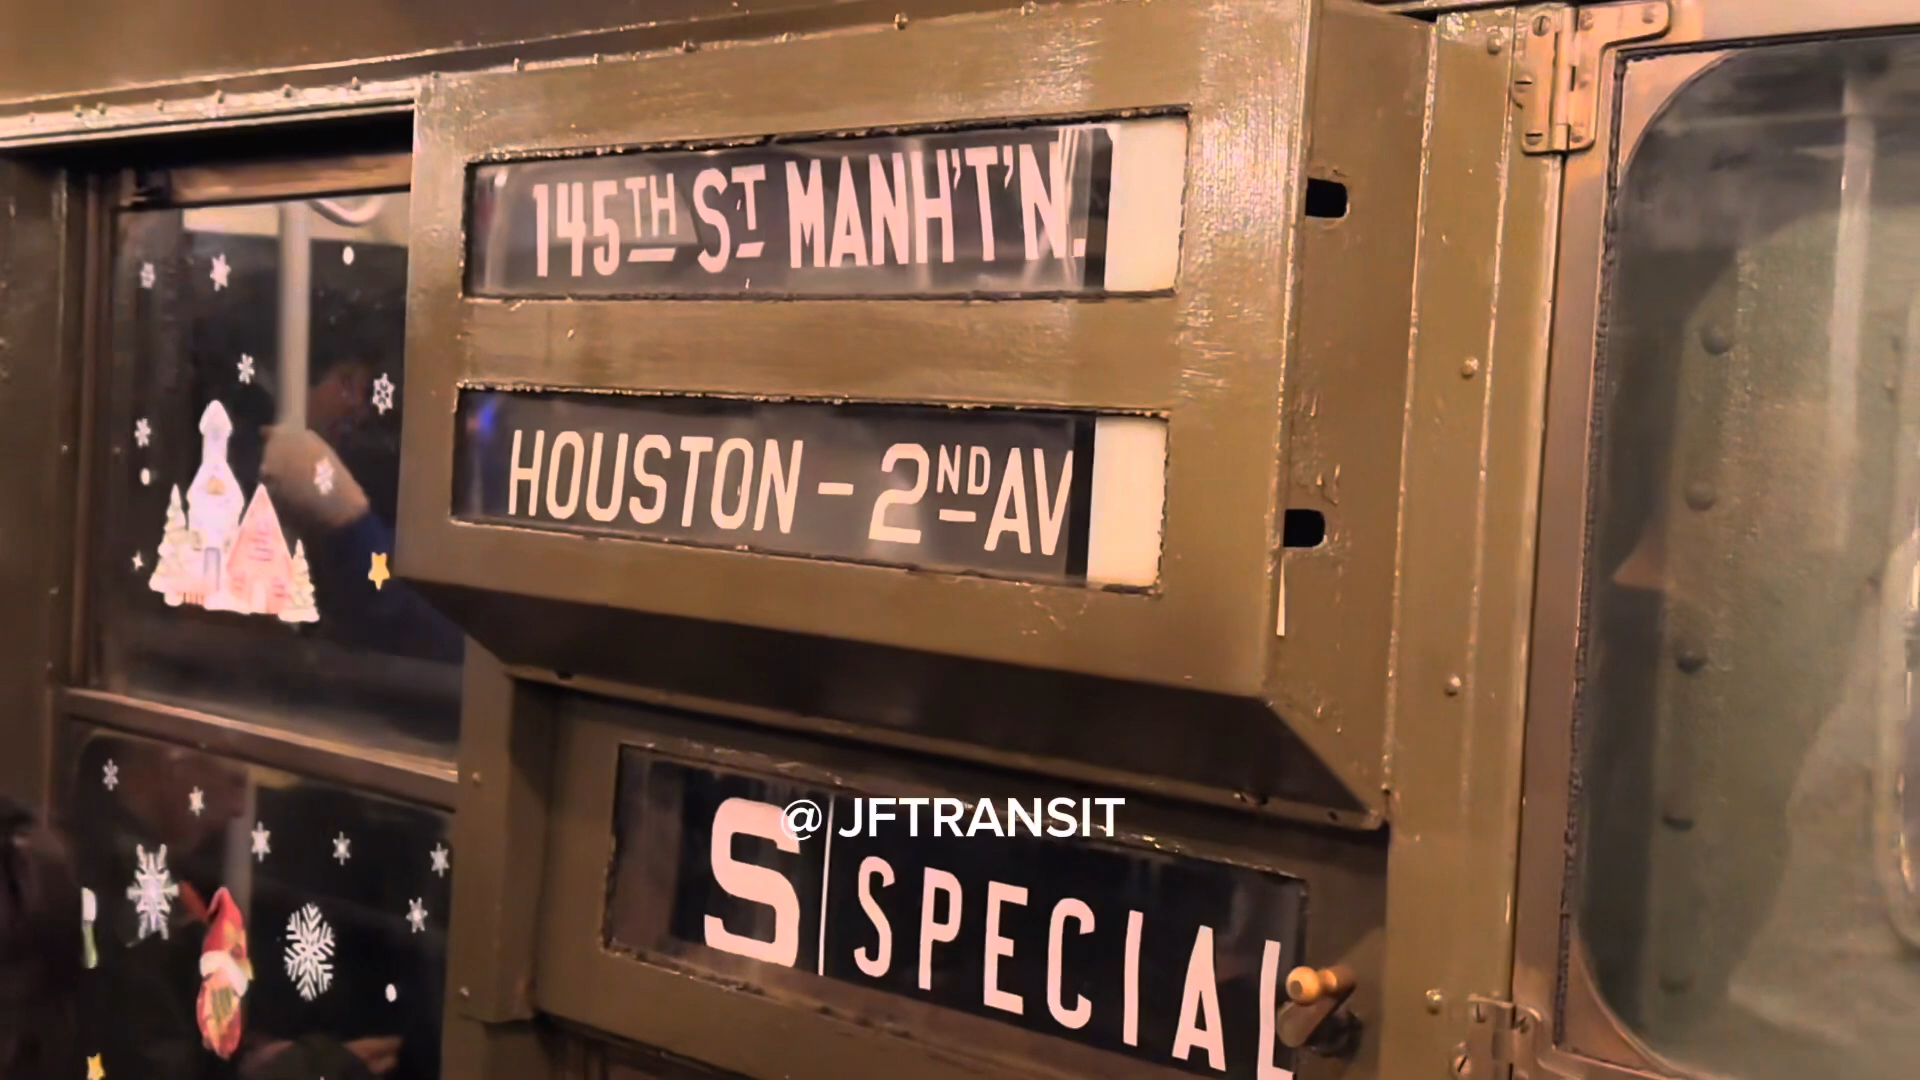 145TH ST MANH'T'N.
HOUSTON - 2ND AV
@ JFTRANSIT
S SPECIAL